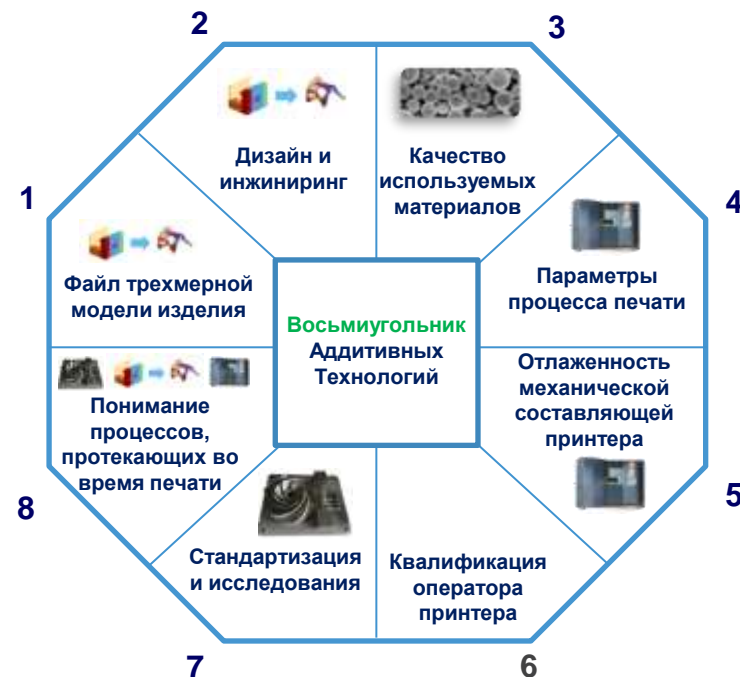 2
3
Дизайн и
инжиниринг
Качество
используемых
материалов
1
4
Файл трехмерной
модели изделия
Параметры
процесса печати
Восьмиугольник
Аддитивных
Технологий
Отлаженность
механической
составляющей
принтера
Понимание
процессов,
протекающих во
время печати
8
5
Стандартизация
и исследования
Квалификация
оператора
принтера
7
6